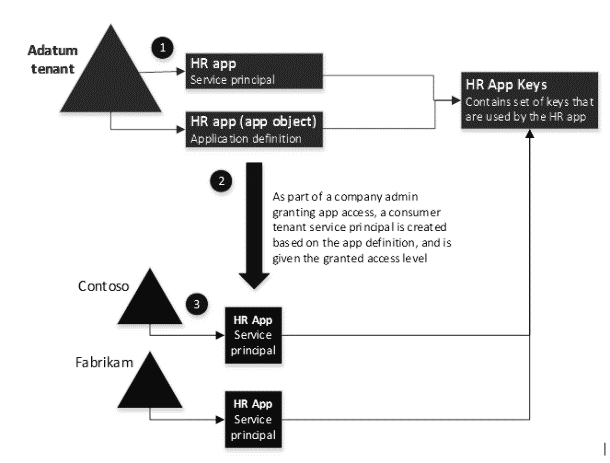 Adatum
tenant
1
HR app
Service principal
HR app (app object)
Application definition
HR App Keys
Contains set of keys that
are used by the HR app
2
As part of a company admin
granting app access, a consumer
tenant service principal is created
based on the app definition, and is
given the granted access level
Contoso
3
HR App
Service
principal
Fabrikam
HR App
Service
principal